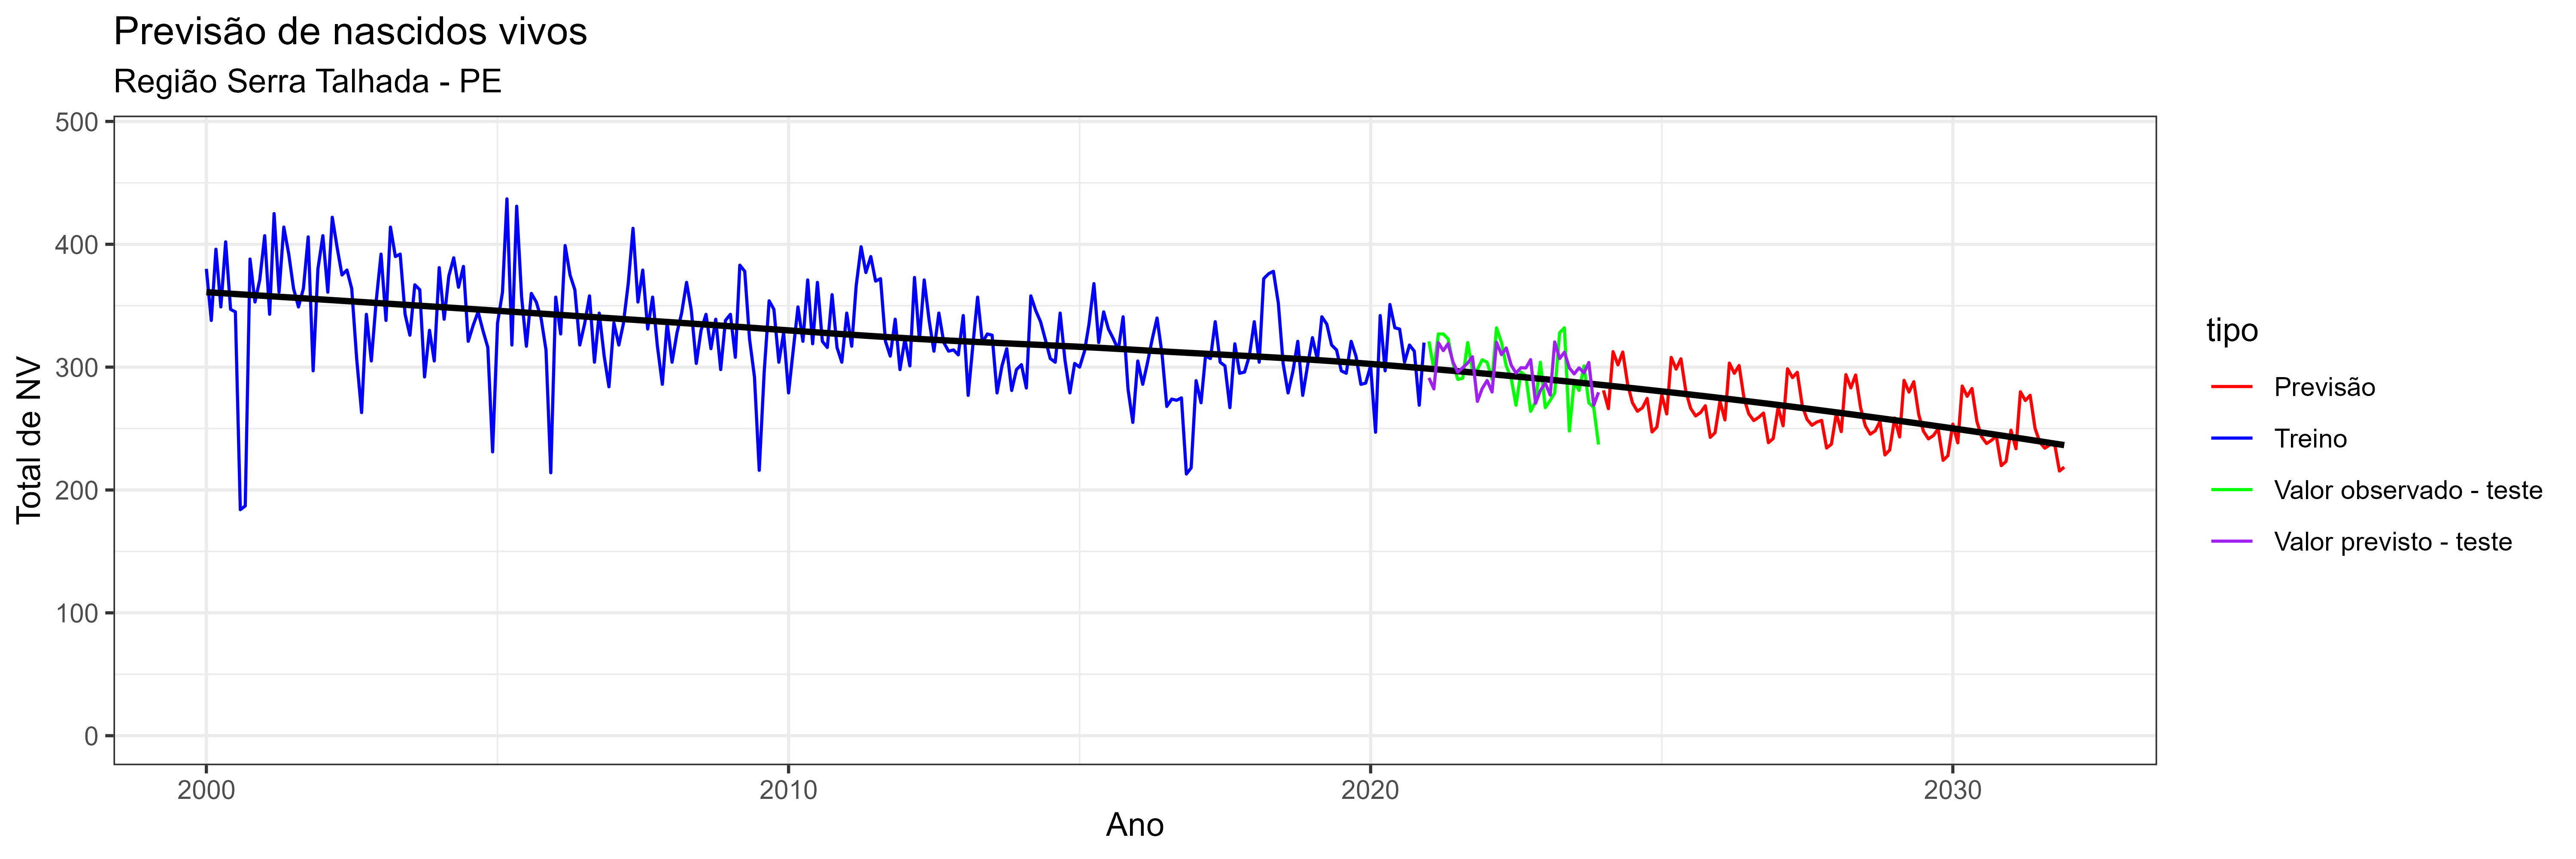 Previsão de nascidos vivos
Região Serra Talhada - PE
Total de NV
500
400
300
200
100
0
2000
2010
2020
2030
Ano
tipo
Previsão
Treino
Valor observado - teste
Valor previsto - teste